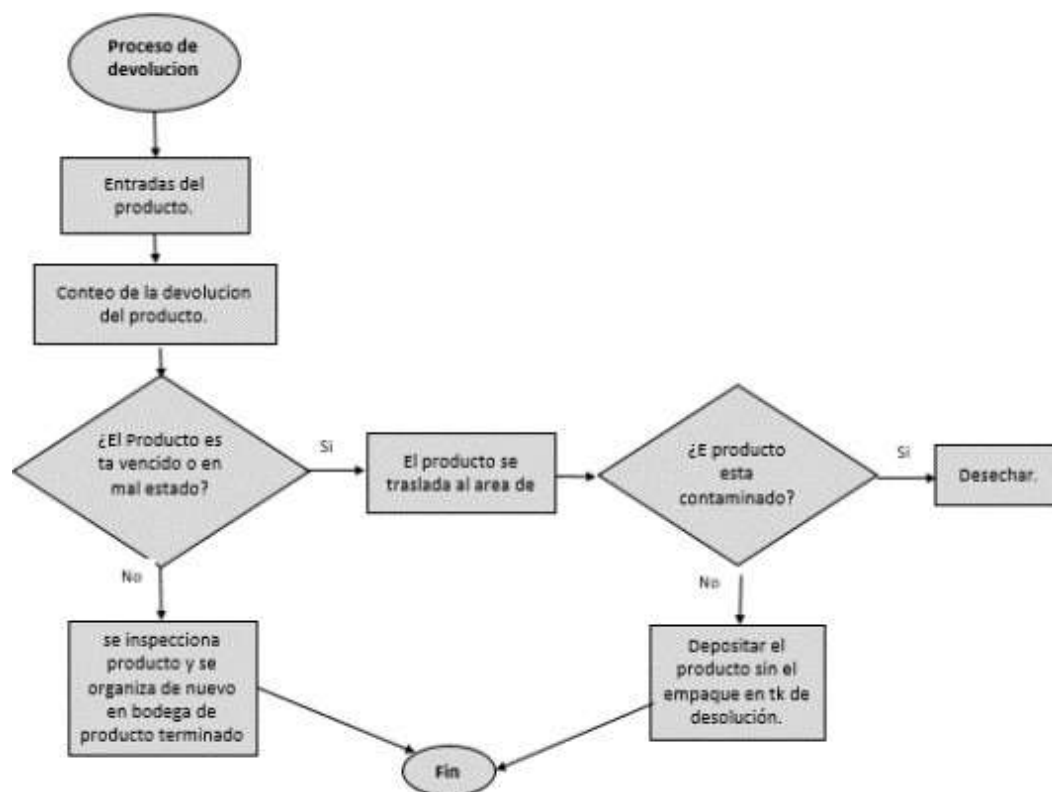 Proceso de
devolucion
Entradas del
producto.
Conteo de la devolucion
del producto.
¿El Producto es
ta vencido o en
mal estado?
Si
El producto se
traslada al area de
¿E producto
esta
contaminado?
Si
Desechar.
No
No
se inspecciona
producto y se
organiza de nuevo
en bodega de
producto terminado
Depositar el
producto sin el
empaque en tk de
desolución.
Fin